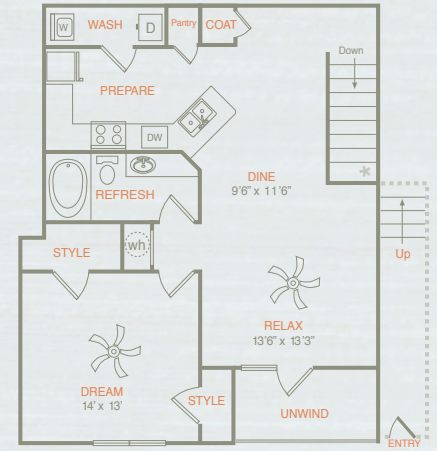 WASH
W
D
Pantry
COAT
Down
PREPARE
DW
DINE
9'6" x 11'6"
REFRESH
*
STYLE
wh
Up
RELAX
13'6" x 13'3"
DREAM
14' x 13'
STYLE
UNWIND
ENTRY